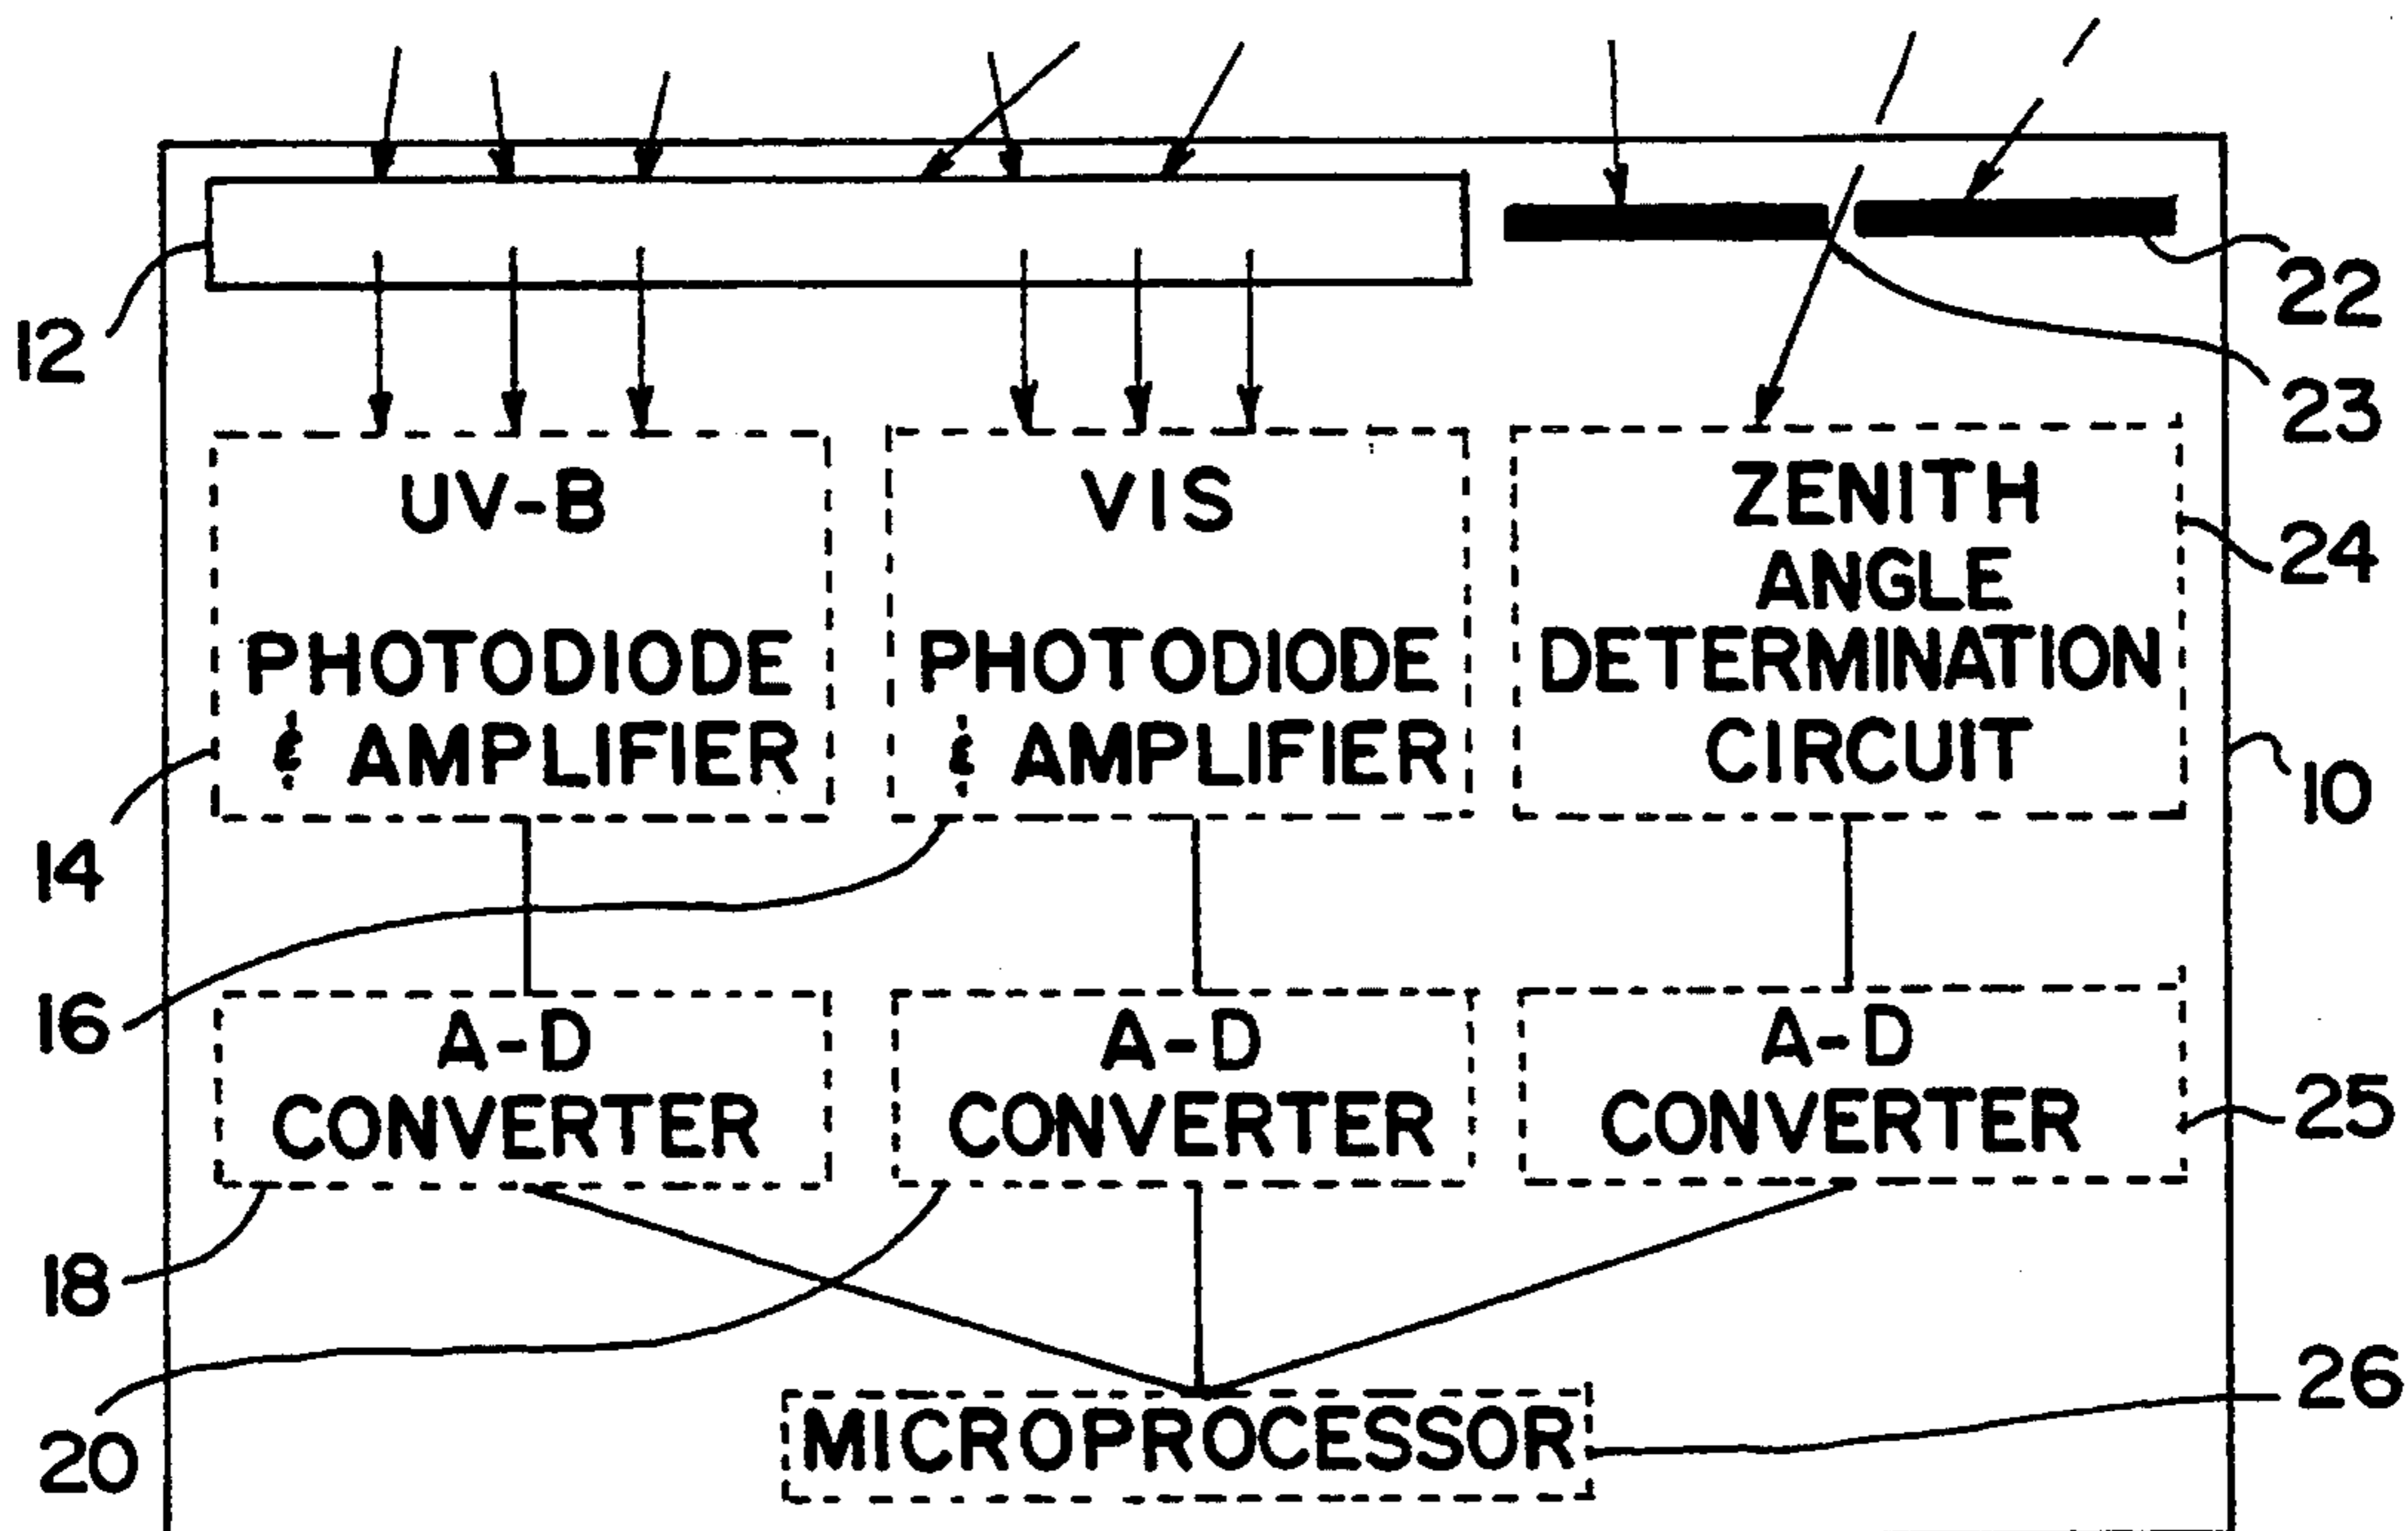 12
22
23
UV-B
PHOTODIODE
& AMPLIFIER
VIS
PHOTODIODE
& AMPLIFIER
ZENITH
ANGLE
DETERMINATION
CIRCUIT
24
10
14
16
A-D
CONVERTER
A-D
CONVERTER
A-D
CONVERTER
25
18
20
MICROPROCESSOR
26